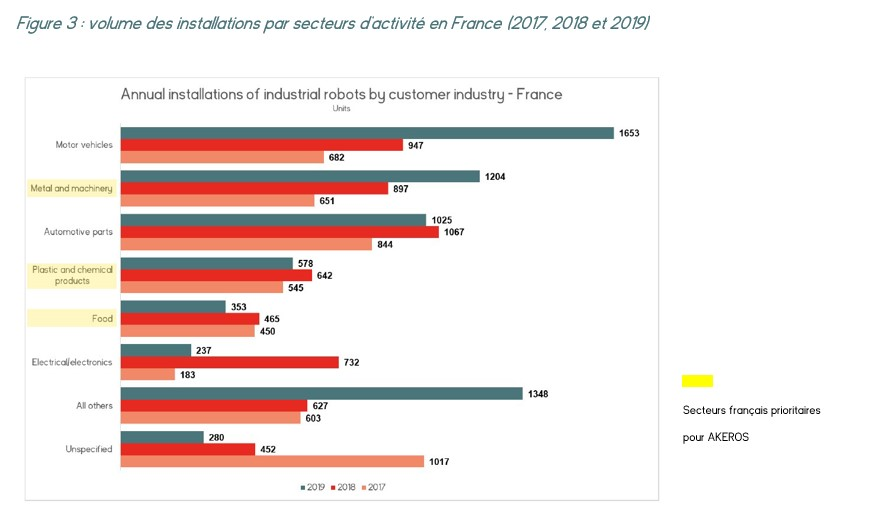 Figure 3 : volume des installations par secteurs d'activité en France (2017, 2018 et 2019)
Annual installations of industrial robots by customer industry - France
Units
Motor vehicles
1653
947
682
Metal and machinery
1204
897
651
Automotive parts
1025
1067
844
Plastic and chemical
products
578
642
545
Food
353
465
450
Electrical/electronics
237
732
183
All others
1348
627
603
Unspecified
280
452
1017
2019 2018 2017
Secteurs français prioritaires
pour AKEROS